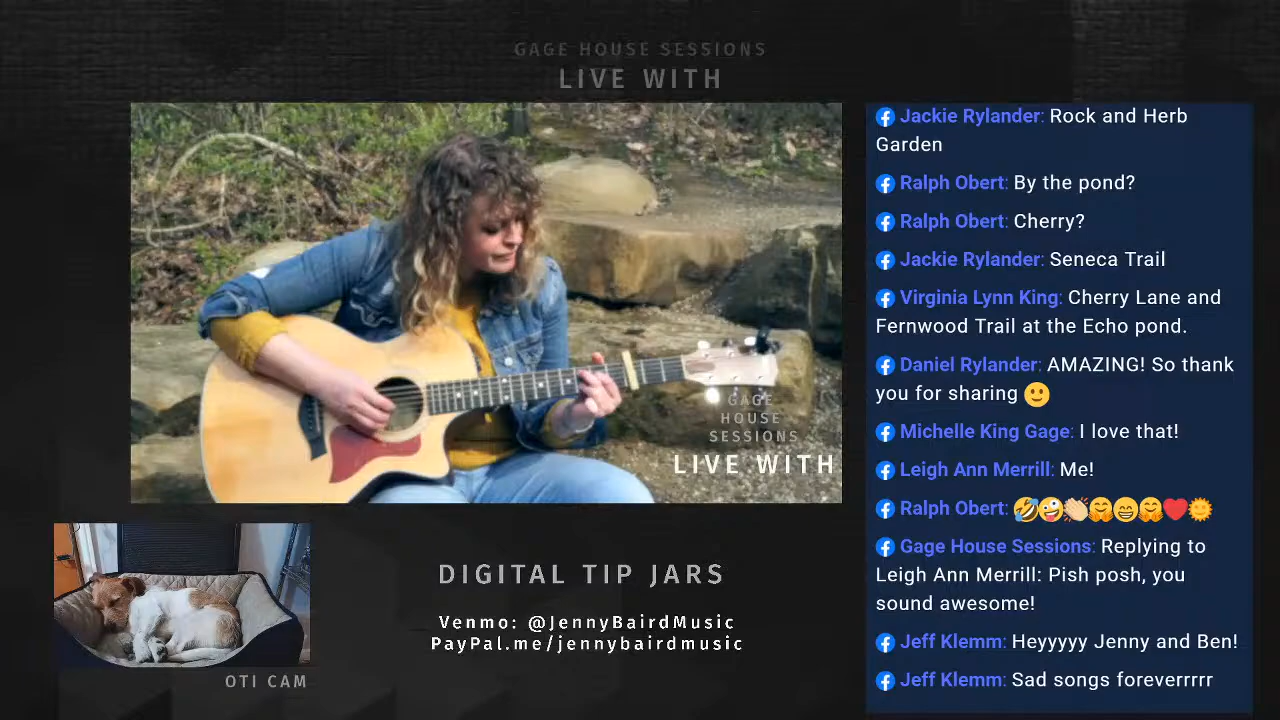 GAGE HOUSE SESSIONS
LIVE WITH
GAGE
HOUSE
SESSIONS
LIVE WITH
OTI CAM
DIGITAL TIP JARS
Venmo: @JennyBairdMusic
PayPal.me/jennybairdmusic
Jackie Rylander: Rock and Herb
Garden
Ralph Obert: By the pond?
Ralph Obert: Cherry?
Jackie Rylander: Seneca Trail
Virginia Lynn King: Cherry Lane and
Fernwood Trail at the Echo pond.
Daniel Rylander: AMAZING! So thank
you for sharing 🙂
Michelle King Gage: I love that!
Leigh Ann Merrill: Me!
Ralph Obert: 🤣🤪👏🏼🤗😁🤗❤️🌞
Gage House Sessions: Replying to
Leigh Ann Merrill: Pish posh, you
sound awesome!
Jeff Klemm: Heyyyyy Jenny and Ben!
Jeff Klemm: Sad songs foreverrrrr